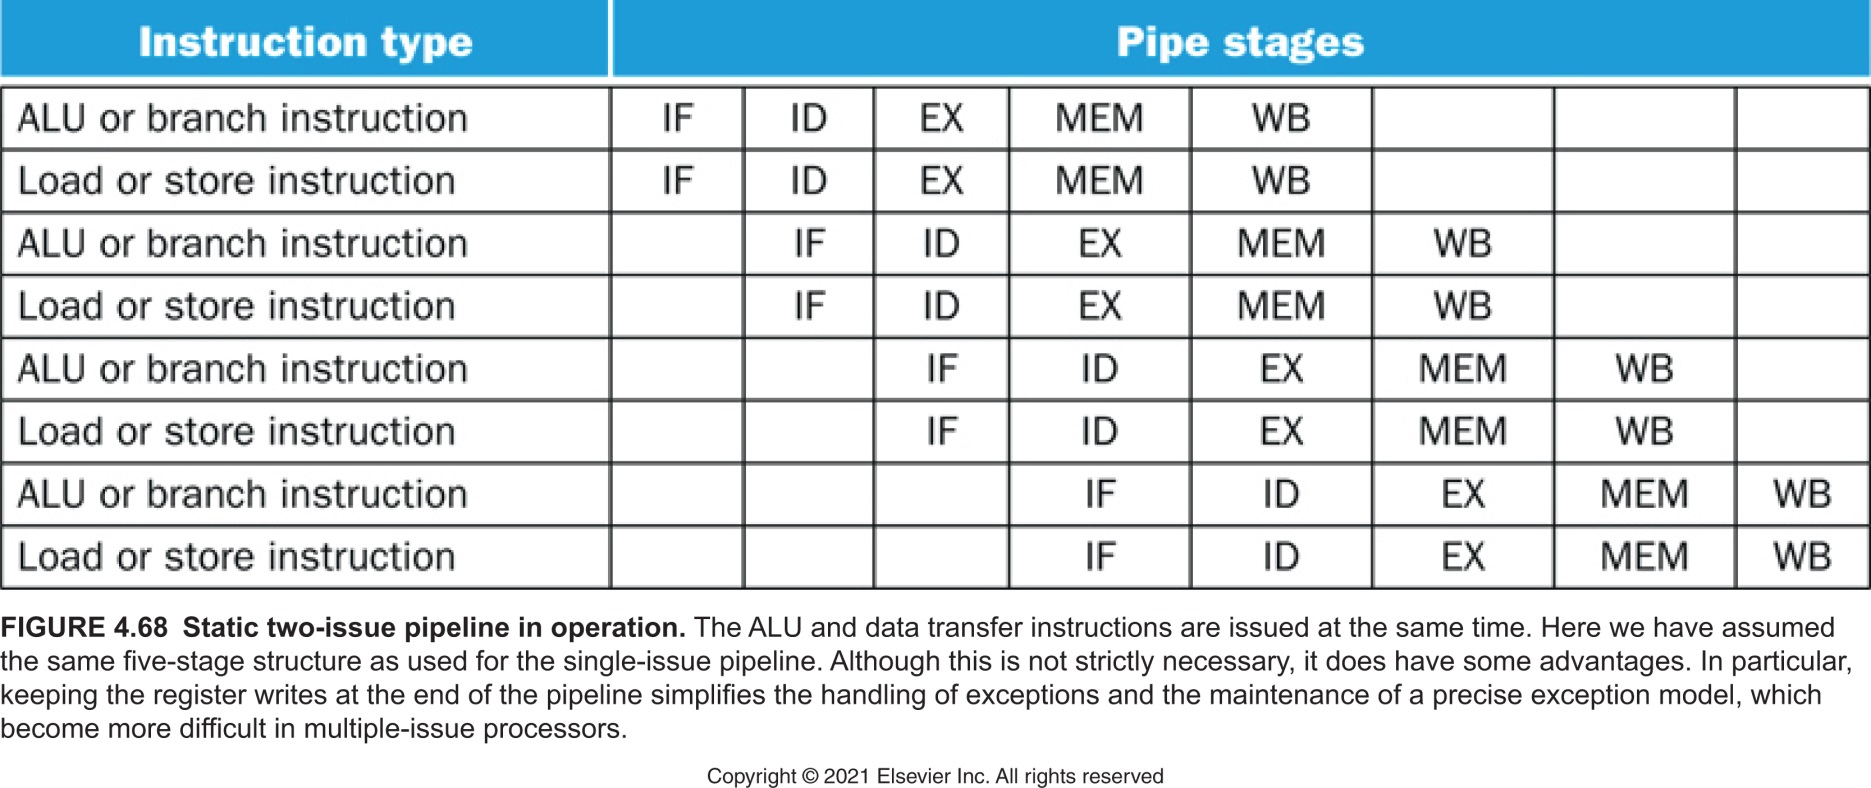 Instruction type Pipe stages
ALU or branch instruction IF ID EX MEM WB
Load or store instruction IF ID EX MEM WB
ALU or branch instruction IF ID EX MEM WB
Load or store instruction IF ID EX MEM WB
ALU or branch instruction IF ID EX MEM WB
Load or store instruction IF ID EX MEM WB
ALU or branch instruction IF ID EX MEM WB
Load or store instruction IF ID EX MEM WB
FIGURE 4.68 Static two-issue pipeline in operation. The ALU and data transfer instructions are issued at the same time. Here we have assumed
the same five-stage structure as used for the single-issue pipeline. Although this is not strictly necessary, it does have some advantages. In particular,
keeping the register writes at the end of the pipeline simplifies the handling of exceptions and the maintenance of a precise exception model, which
become more difficult in multiple-issue processors.
Copyright © 2021 Elsevier Inc. All rights reserved